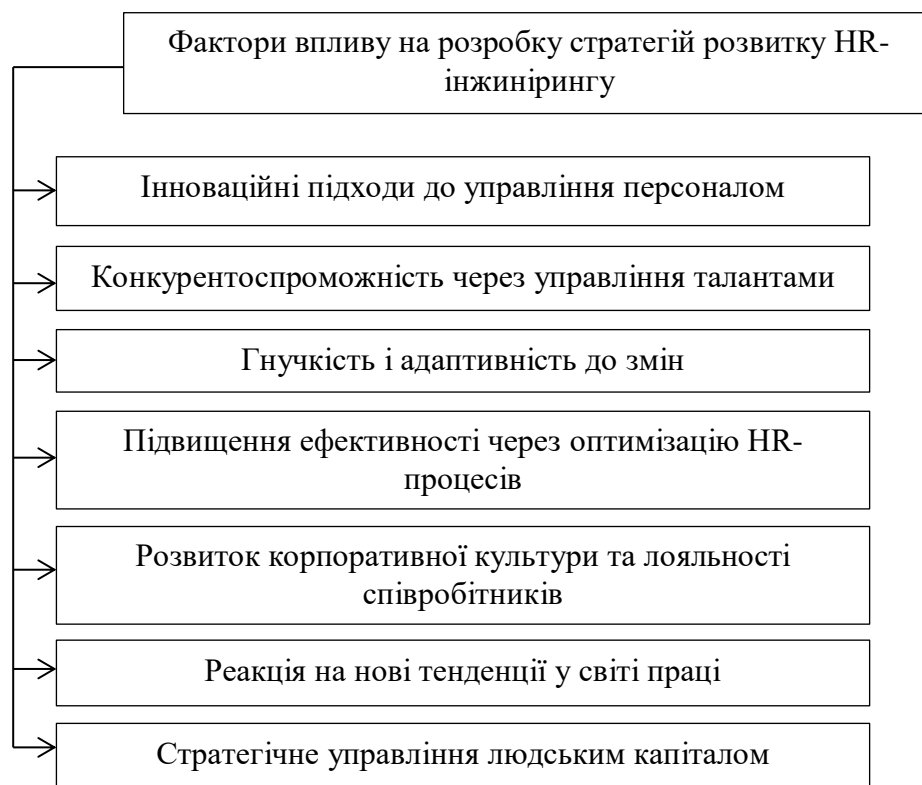 Фактори впливу на розробку стратегій розвитку HR-
інжинірингу
Інноваційні підходи до управління персоналом
Конкурентоспроможність через управління талантами
Гнучкість і адаптивність до змін
Підвищення ефективності через оптимізацію HR-
процесів
Розвиток корпоративної культури та лояльності
співробітників
Реакція на нові тенденції у світі праці
Стратегічне управління людським капіталом